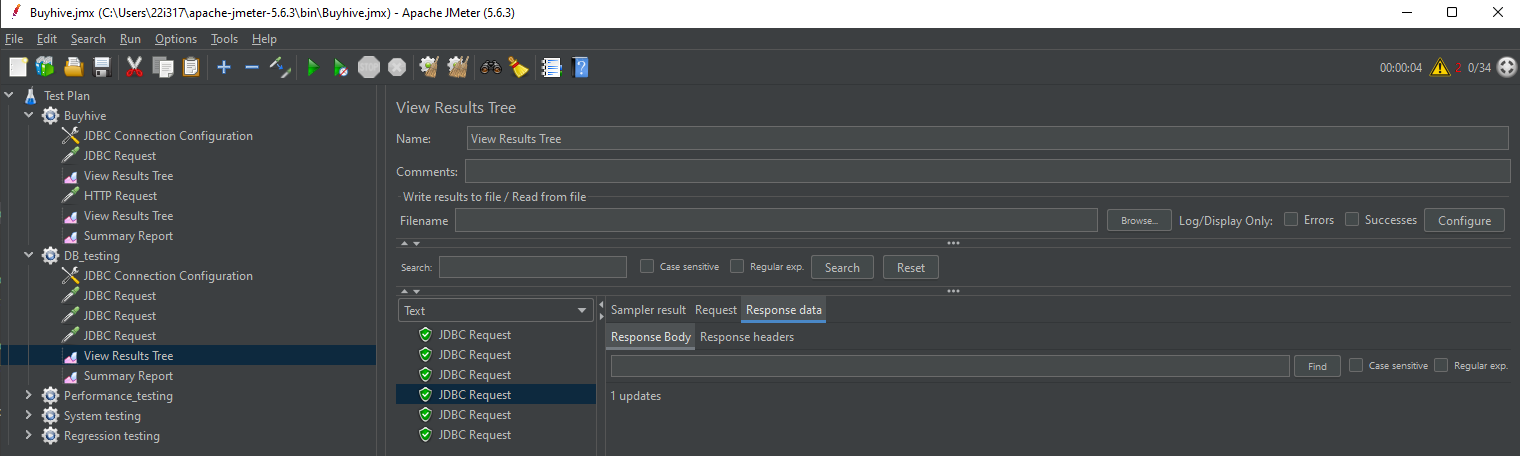 Buyhive.jmx (C:\Users\22i317\apache-jmeter-5.6.3\bin\Buyhive.jmx) - Apache JMeter (5.6.3)
File Edit Search Run Options Tools Help
STOP 00:00:04 2 0/34
Test Plan
Buyhive
JDBC Connection Configuration
JDBC Request
View Results Tree
HTTP Request
View Results Tree
Summary Report
DB_testing
JDBC Connection Configuration
JDBC Request
JDBC Request
JDBC Request
View Results Tree
Summary Report
Performance_testing
System testing
Regression testing
View Results Tree
Name: View Results Tree
Comments:
Write results to file / Read from file
Filename Browse... Log/Display Only: Errors Successes Configure
Search: Case sensitive Regular exp. Search Reset
Text
JDBC Request
JDBC Request
JDBC Request
JDBC Request
JDBC Request
JDBC Request
Sampler result Request Response data
Response Body Response headers
Find Case sensitive Regular exp.
1 updates